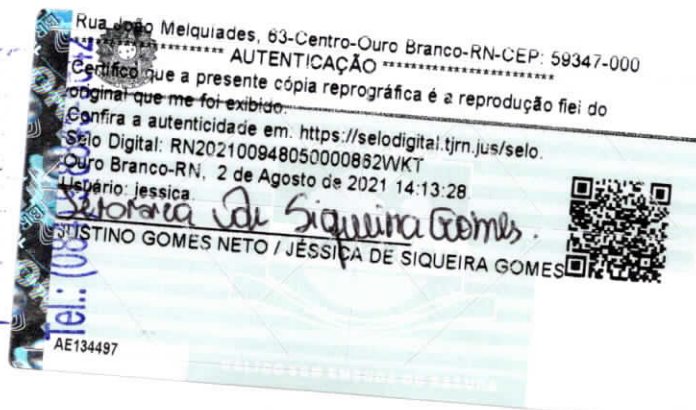 Rua João Melquiades, 63-Centro-Ouro Branco-RN-CEP: 59347-000
******************** AUTENTICAÇÃO ************************
Certifico que a presente cópia reprográfica é a reprodução fiel do
original que me foi exibido.
Confira a autenticidade em: https://selodigital.tjrn.jus/selo.
Selo Digital: RN202100948050000862WKT
Ouro Branco-RN, 2 de Agosto de 2021 14:13:28.
Usuário: jessica
de Siqueira Gomes.
JUSTINO GOMES NETO / JÉSSICA DE SIQUEIRA GOMES
AE134497
Tel.: (08